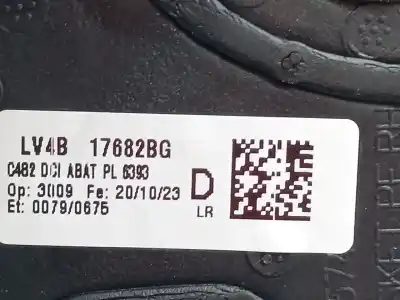 LV4B 17682BG
C482 DCI ABAT PL 6393
Op: 3009 Fe: 20/10/23
Et: 0079/0675
D
LR